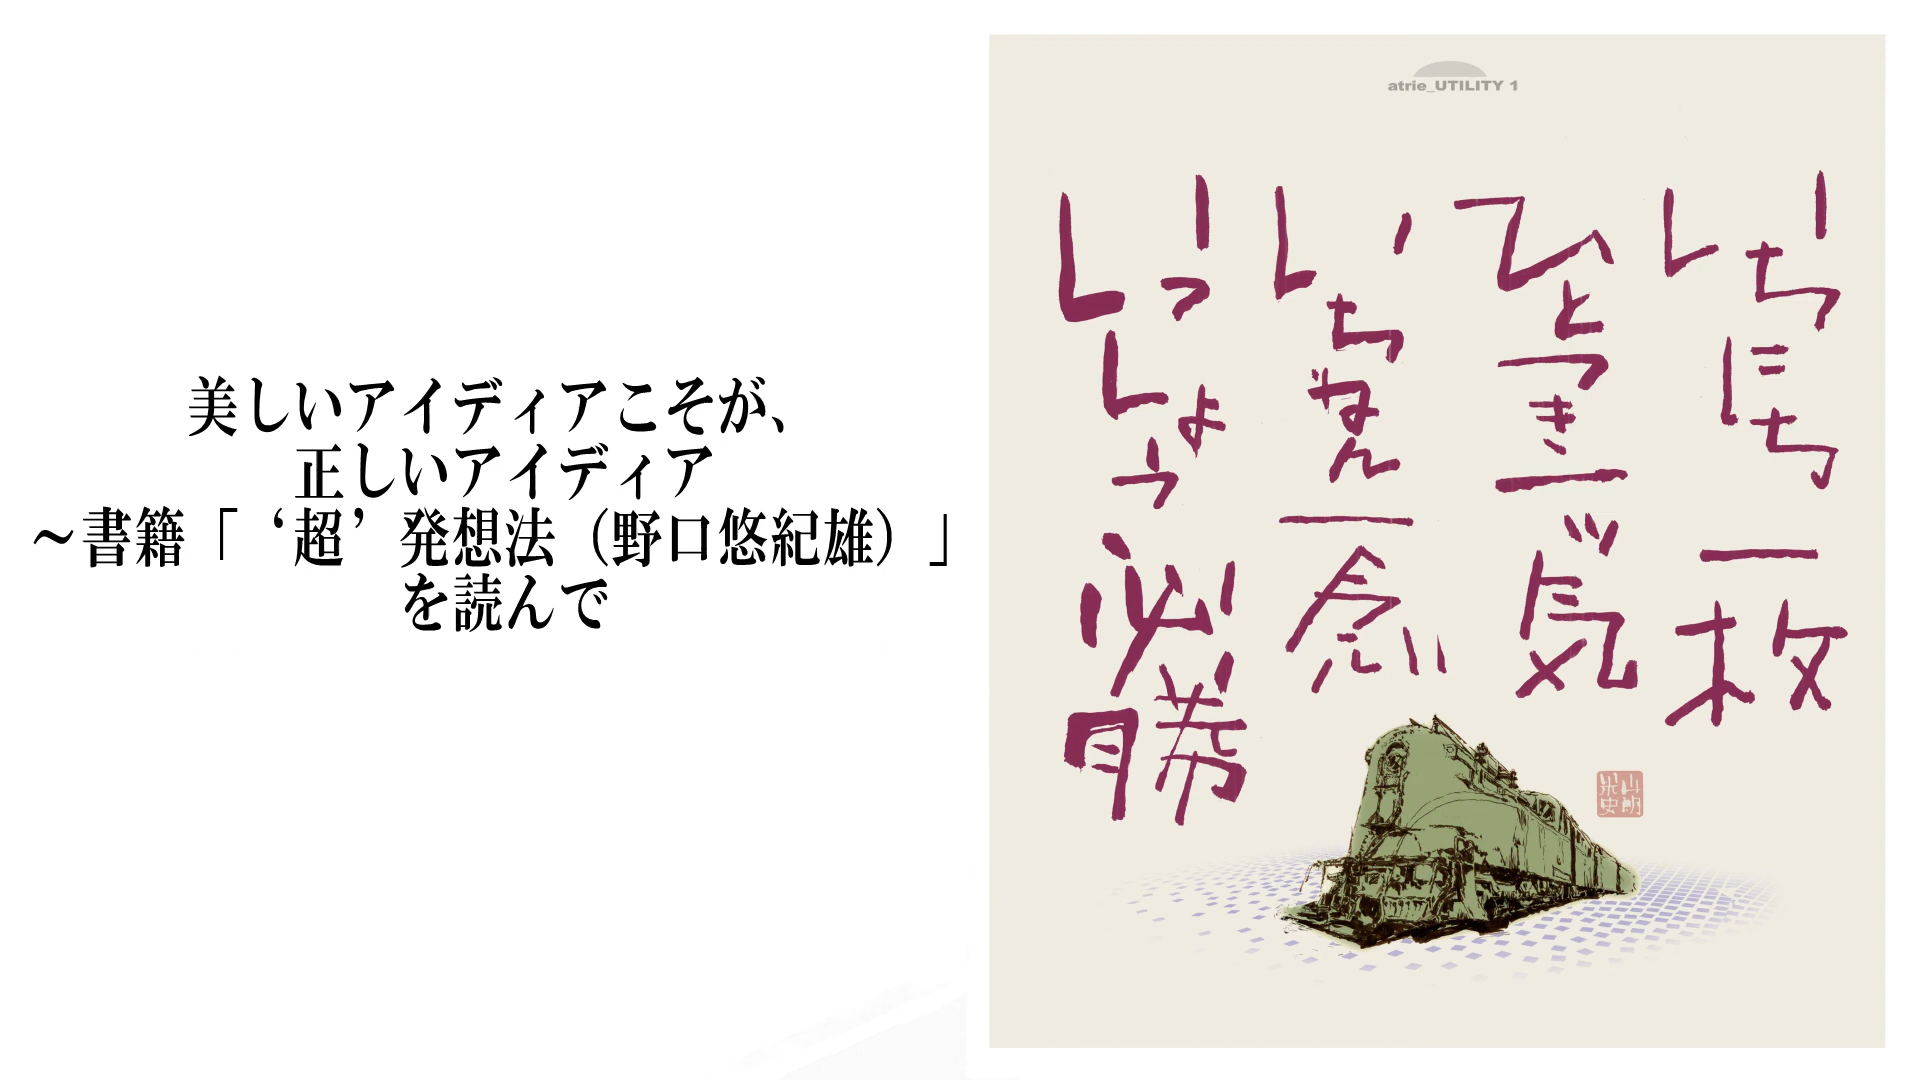 美しいアイディアこそが、
正しいアイディア
～書籍「‘超’発想法（野口悠紀雄）」
を読んで
atrie_UTILITY 1
いちにち一枚
ひとつき一気
いちねん一念
いっしょう必勝